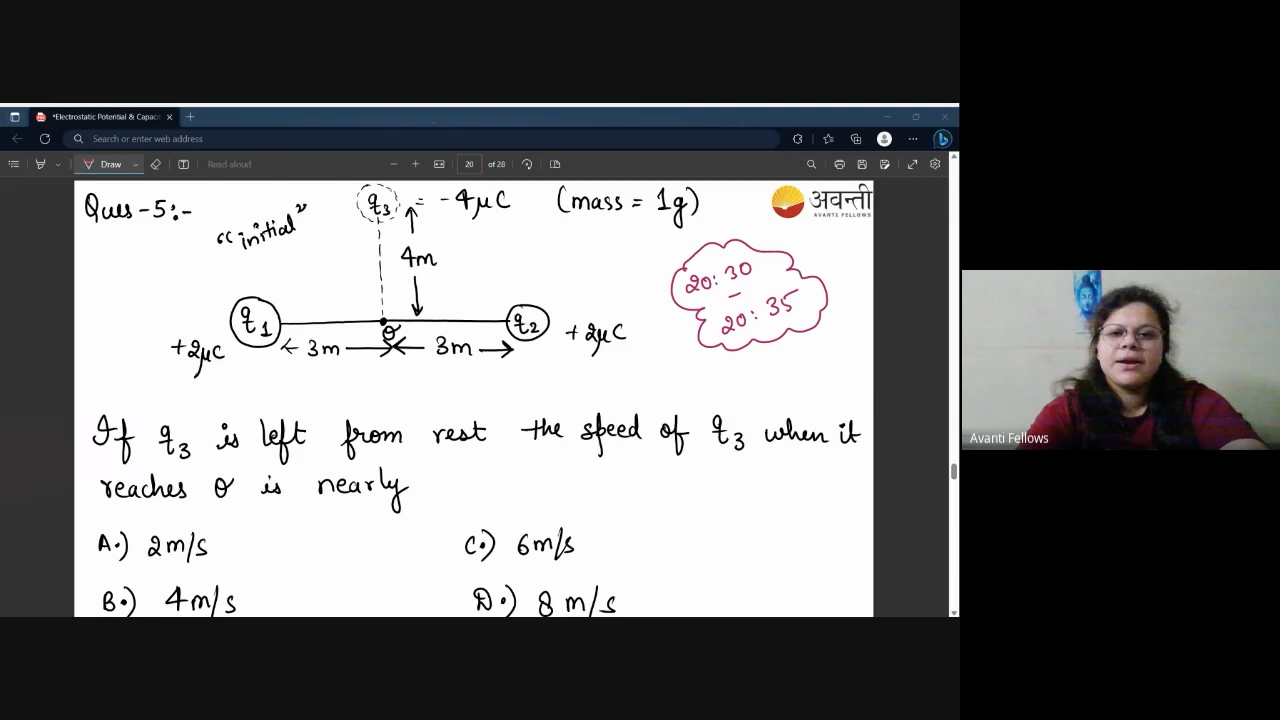 *Electrostatic Potential & Capacit
Search or enter web address
Draw
Read aloud
20 of 28
Ques-5:-
q3 = -4μC (mass = 1g)
अवन्ती
AVANTI FELLOWS
"initial"
4m
20:30
-
20:35
q1
q2
O
+2μC
3m
3m
+2μC
If q3 is left from rest the speed of q3 when it
reaches O is nearly
A.) 2m/s
C.) 6m/s
B.) 4m/s
D.) 8m/s
Avanti Fellows